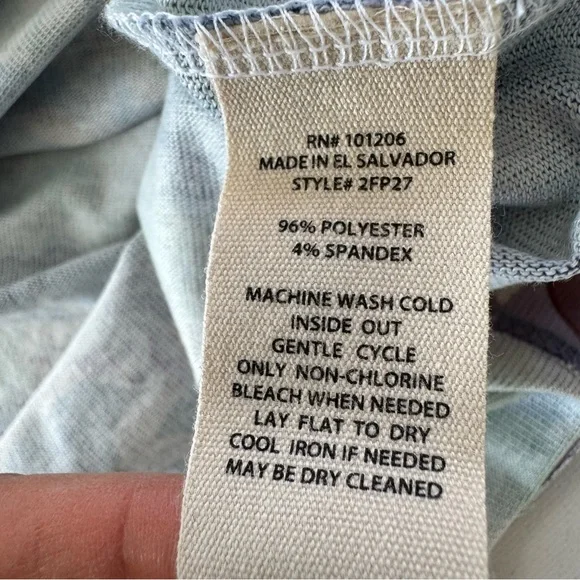 RN# 101206
MADE IN EL SALVADOR
STYLE# 2FP27
96% POLYESTER
4% SPANDEX
MACHINE WASH COLD
INSIDE OUT
GENTLE CYCLE
ONLY NON-CHLORINE
BLEACH WHEN NEEDED
LAY FLAT TO DRY
COOL IRON IF NEEDED
MAY BE DRY CLEANED